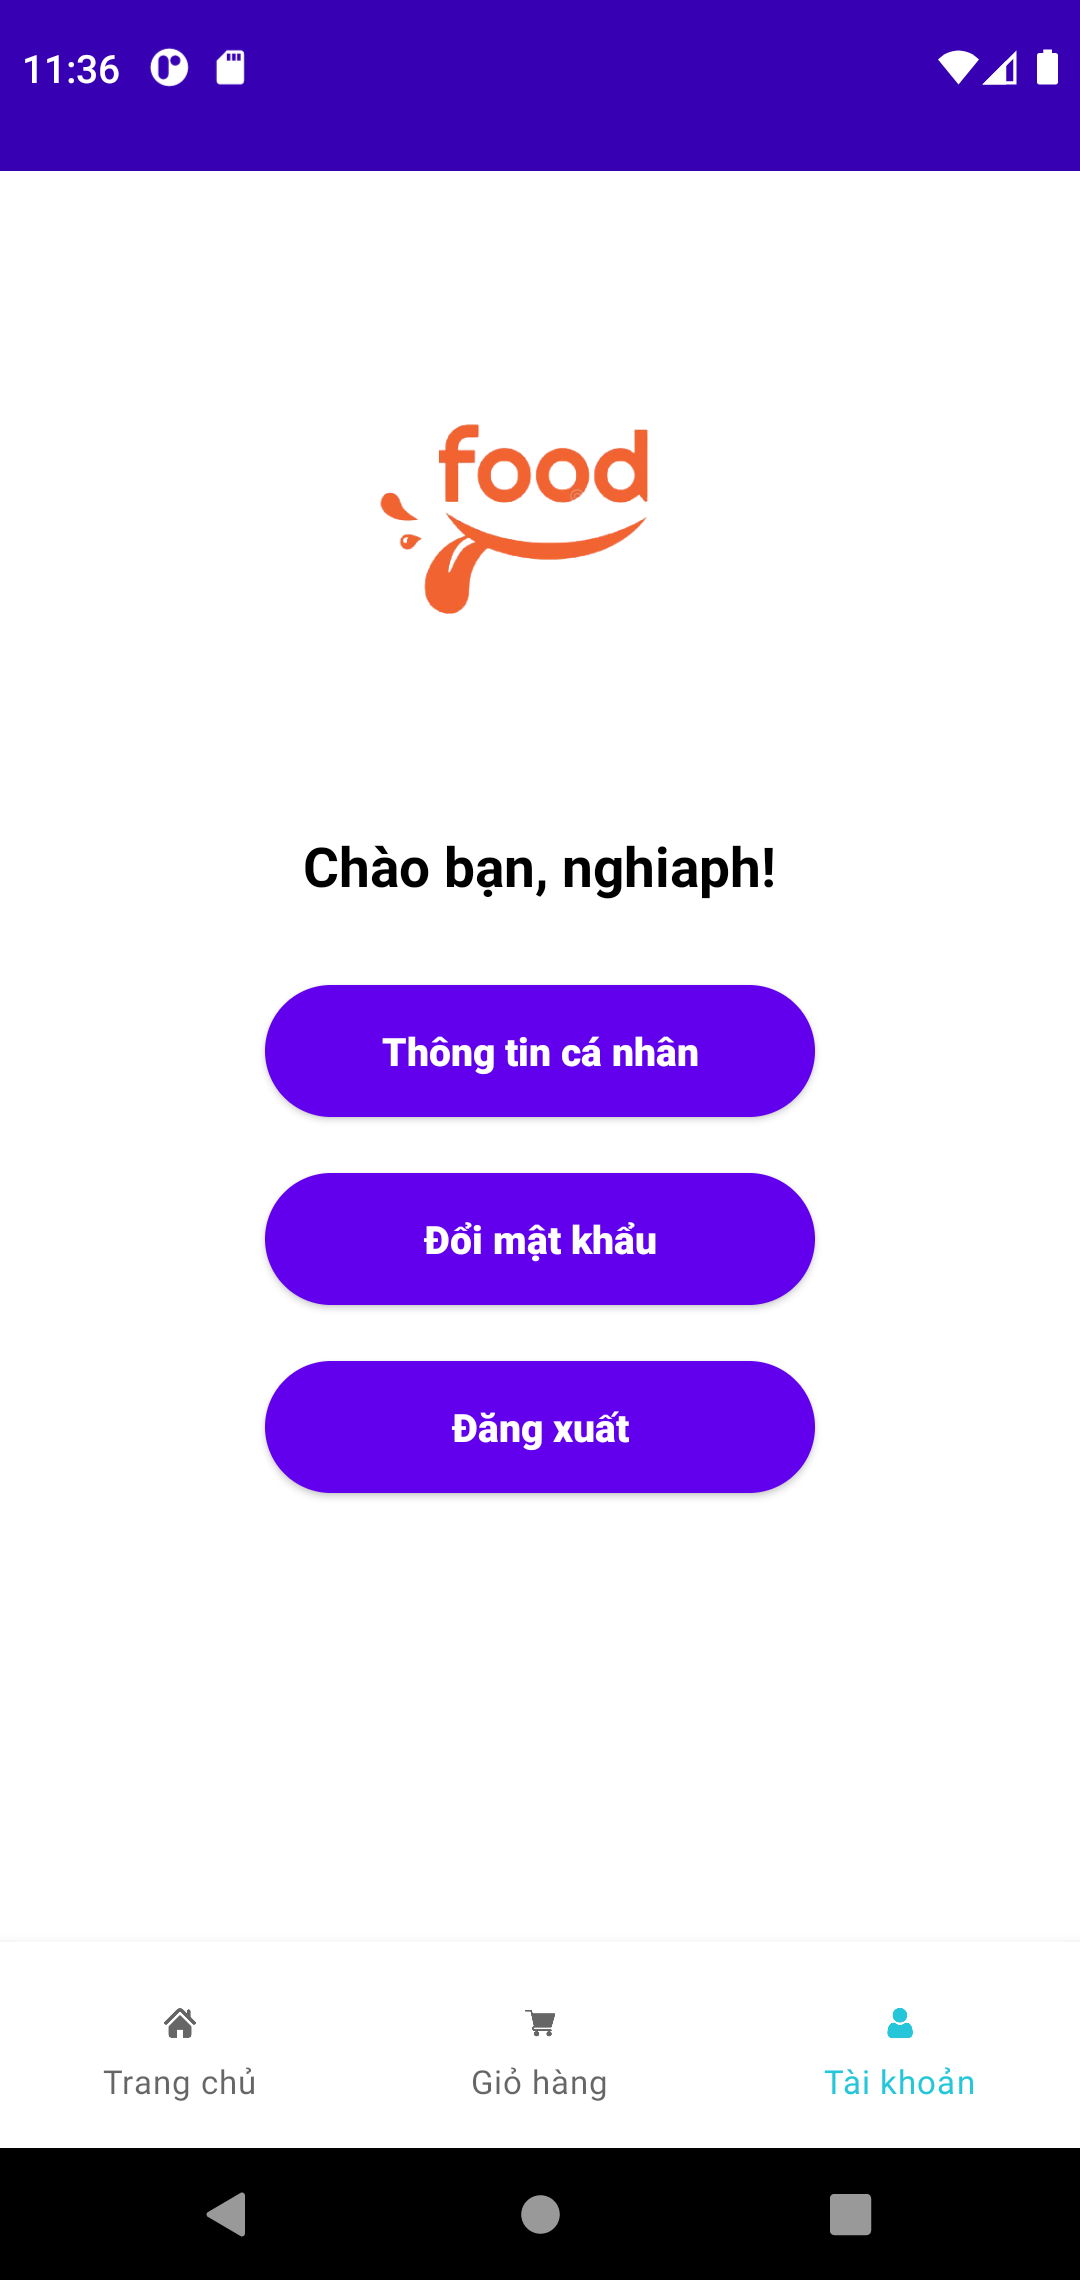 11:36
food
Chào bạn, nghiaph!
Thông tin cá nhân
Đổi mật khẩu
Đăng xuất
Trang chủ
Giỏ hàng
Tài khoản